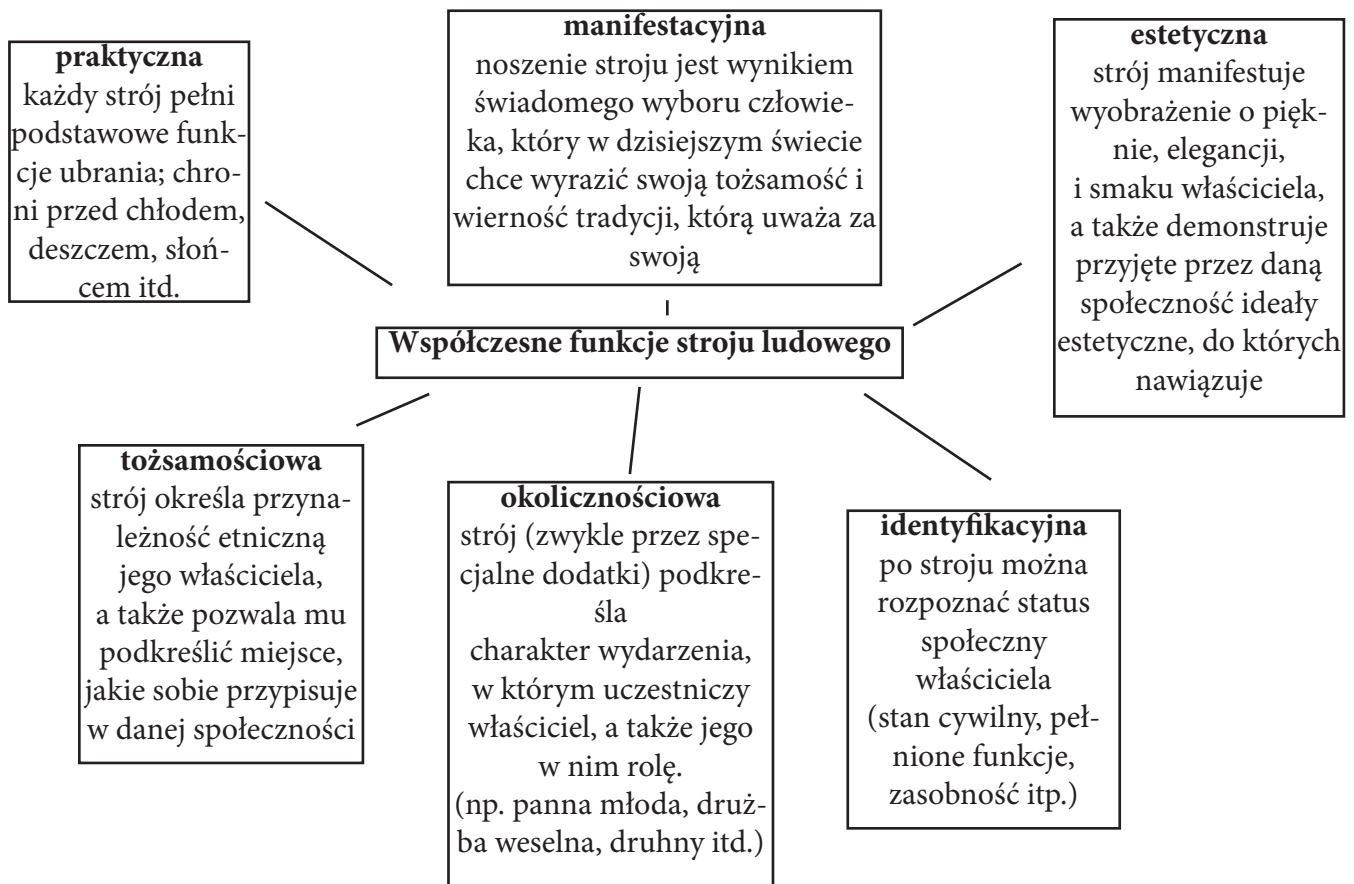 praktyczna
każdy strój pełni
podstawowe funk-
cje ubrania; chro-
ni przed chłodem,
deszczem, słoń-
cem itd.
manifestacyjna
noszenie stroju jest wynikiem
świadomego wyboru człowie-
ka, który w dzisiejszym świecie
chce wyrazić swoją tożsamość i
wierność tradycji, którą uważa za
swoją
estetyczna
strój manifestuje
wyobrażenie o pięk-
nie, elegancji,
i smaku właściciela,
a także demonstruje
przyjęte przez daną
społeczność ideały
estetyczne, do których
nawiązuje
Współczesne funkcje stroju ludowego
tożsamościowa
strój określa przyna-
leżność etniczną
jego właściciela,
a także pozwala mu
podkreślić miejsce,
jakie sobie przypisuje
w danej społeczności
okolicznościowa
strój (zwykle przez spe-
cjalne dodatki) podkre-
śla
charakter wydarzenia,
w którym uczestniczy
właściciel, a także jego
w nim rolę.
(np. panna młoda, druż-
ba weselna, druhny itd.)
identyfikacyjna
po stroju można
rozpoznać status
społeczny
właściciela
(stan cywilny, peł-
nione funkcje,
zasobność itp.)